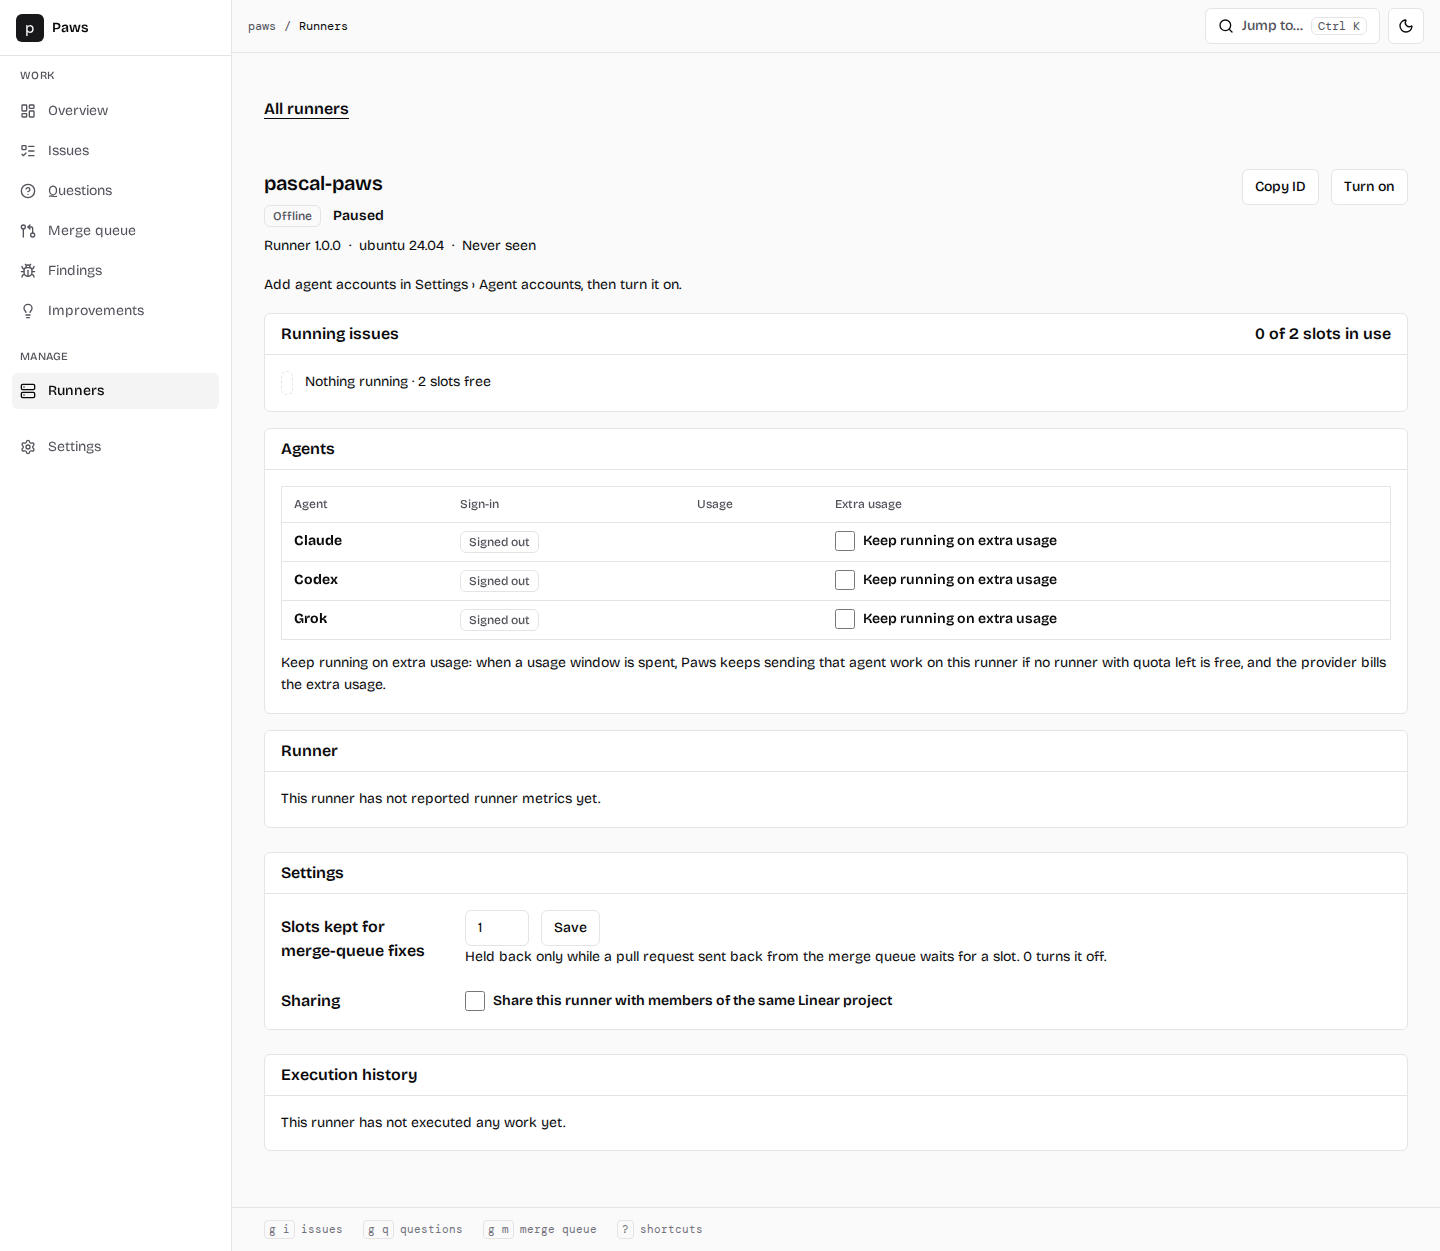 p Paws
paws / Runners
Jump to... Ctrl K
WORK
Overview
Issues
Questions
Merge queue
Findings
Improvements
MANAGE
Runners
Settings
All runners
pascal-paws
Copy ID
Turn on
Offline Paused
Runner 1.0.0 · ubuntu 24.04 · Never seen
Add agent accounts in Settings › Agent accounts, then turn it on.
Running issues
0 of 2 slots in use
Nothing running · 2 slots free
Agents
Agent Sign-in Usage Extra usage
Claude Signed out Keep running on extra usage
Codex Signed out Keep running on extra usage
Grok Signed out Keep running on extra usage
Keep running on extra usage: when a usage window is spent, Paws keeps sending that agent work on this runner if no runner with quota left is free, and the provider bills
the extra usage.
Runner
This runner has not reported runner metrics yet.
Settings
Slots kept for
merge-queue fixes
1 Save
Held back only while a pull request sent back from the merge queue waits for a slot. 0 turns it off.
Sharing
Share this runner with members of the same Linear project
Execution history
This runner has not executed any work yet.
g i issues g q questions g m merge queue ? shortcuts